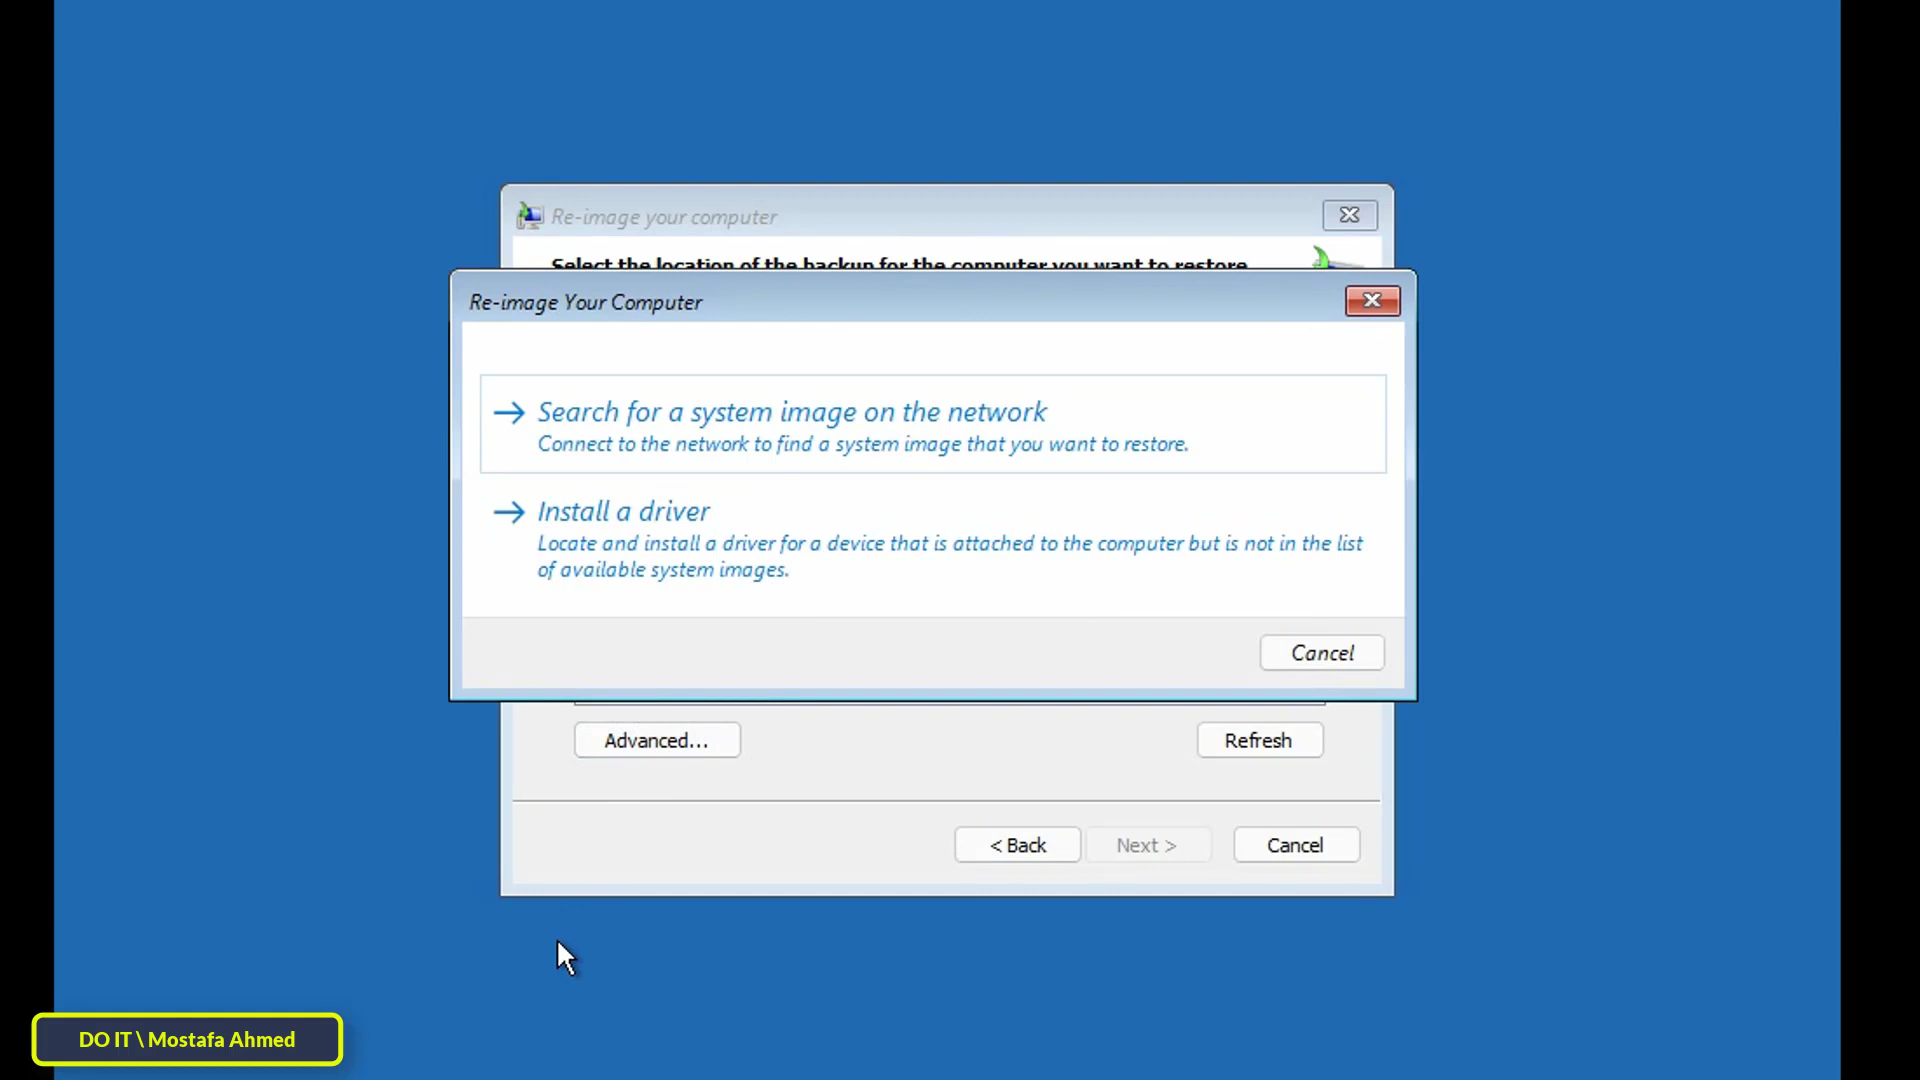 Re-image your computer
Select the location of the backup for the computer you want to restore
Re-image Your Computer
Search for a system image on the network
Connect to the network to find a system image that you want to restore.
Install a driver
Locate and install a driver for a device that is attached to the computer but is not in the list
of available system images.
Cancel
Advanced...
Refresh
< Back
Next >
Cancel
DO IT \ Mostafa Ahmed